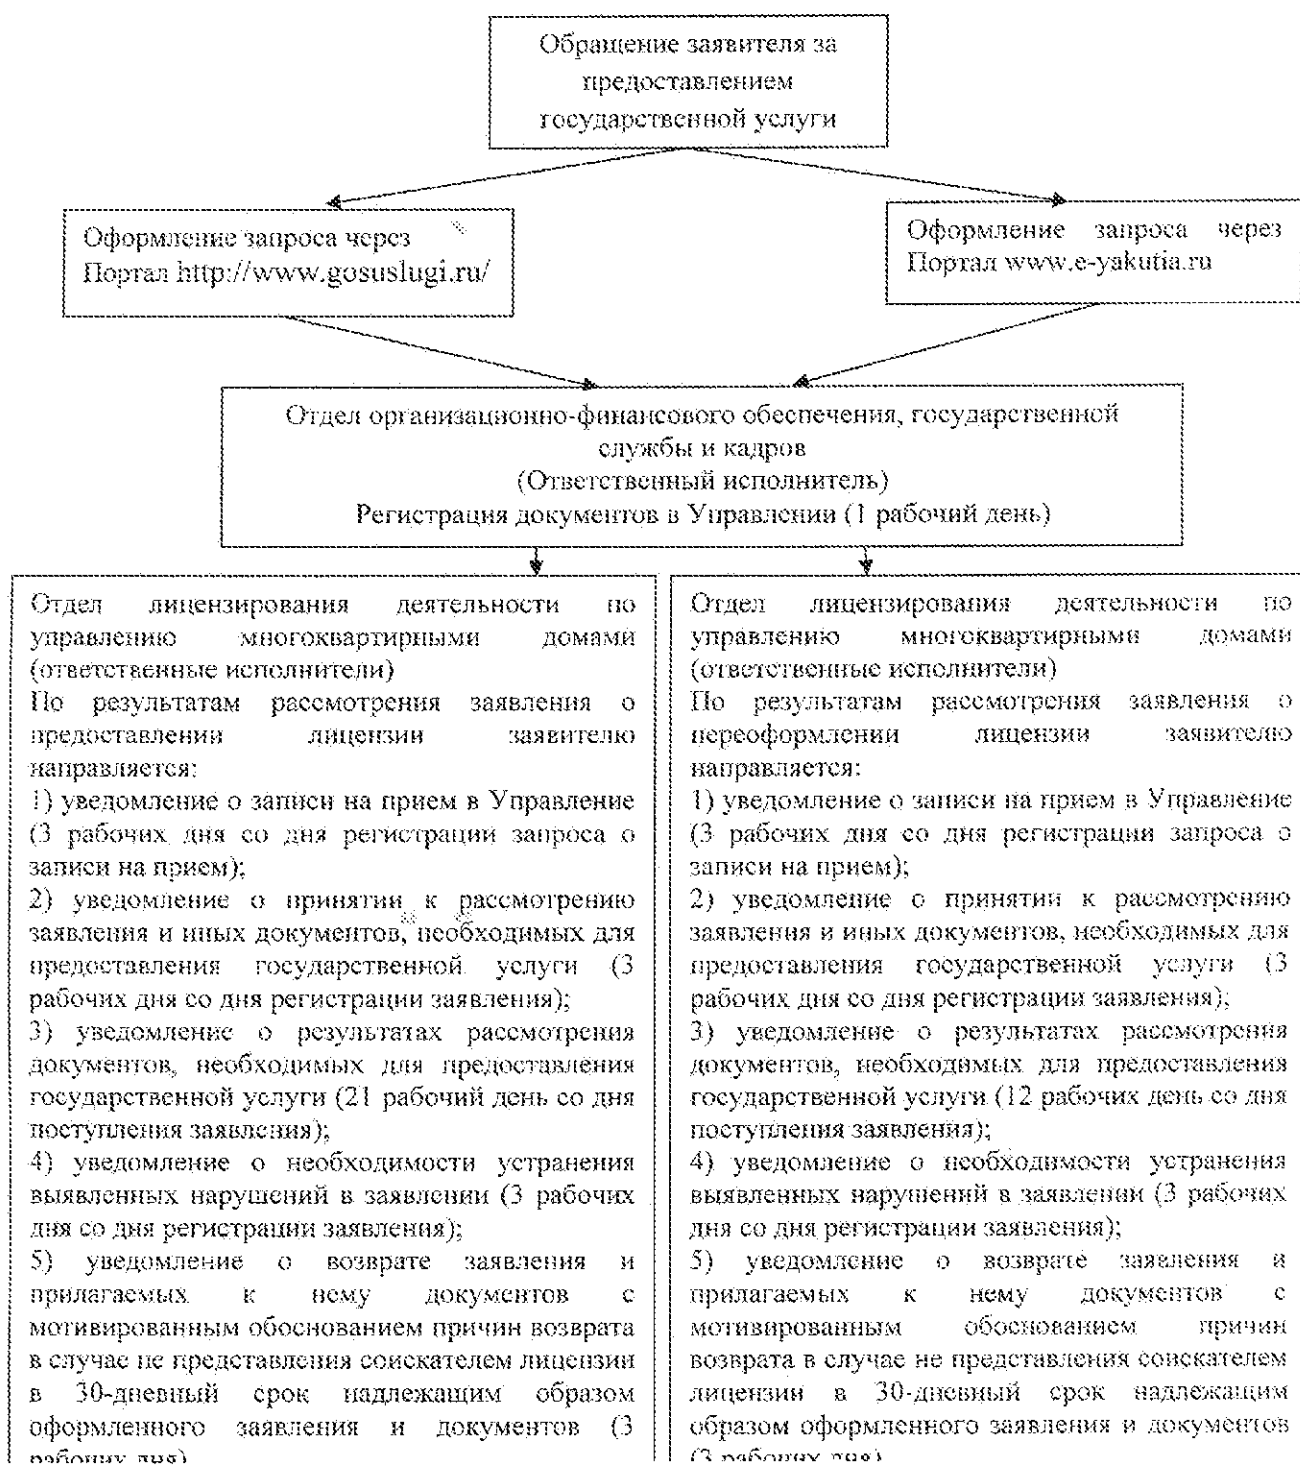 Обращение заявителя за
предоставлением
государственной услуги
Оформление запроса через
Портал http://www.gosuslugi.ru/
Оформление запроса через
Портал www.e-yakutia.ru
Отдел организационно-финансового обеспечения, государственной
службы и кадров
(Ответственный исполнитель)
Регистрация документов в Управлении (1 рабочий день)
Отдел лицензирования деятельности по
управлению многоквартирными домами
(ответственные исполнители)
По результатам рассмотрения заявления о
предоставлении лицензии заявителю
направляется:
1) уведомление о записи на прием в Управление
(3 рабочих дня со дня регистрации запроса о
записи на прием);
2) уведомление о принятии к рассмотрению
заявления и иных документов, необходимых для
предоставления государственной услуги (3
рабочих дня со дня регистрации заявления);
3) уведомление о результатах рассмотрения
документов, необходимых для предоставления
государственной услуги (21 рабочий день со дня
поступления заявления);
4) уведомление о необходимости устранения
выявленных нарушений в заявлении (3 рабочих
дня со дня регистрации заявления);
5) уведомление о возврате заявления и
прилагаемых к нему документов с
мотивированным обоснованием причин возврата
в случае не представления соискателем лицензии
в 30-дневный срок надлежащим образом
оформленного заявления и документов (3
рабочих дня)
Отдел лицензирования деятельности по
управлению многоквартирными домами
(ответственные исполнители)
По результатам рассмотрения заявления о
переоформлении лицензии заявителю
направляется:
1) уведомление о записи на прием в Управление
(3 рабочих дня со дня регистрации запроса о
записи на прием);
2) уведомление о принятии к рассмотрению
заявления и иных документов, необходимых для
предоставления государственной услуги (3
рабочих дня со дня регистрации заявления);
3) уведомление о результатах рассмотрения
документов, необходимых для предоставления
государственной услуги (12 рабочих день со дня
поступления заявления);
4) уведомление о необходимости устранения
выявленных нарушений в заявлении (3 рабочих
дня со дня регистрации заявления);
5) уведомление о возврате заявления и
прилагаемых к нему документов с
мотивированным обоснованием причин
возврата в случае не представления соискателем
лицензии в 30-дневный срок надлежащим
образом оформленного заявления и документов
(3 рабочих дня)